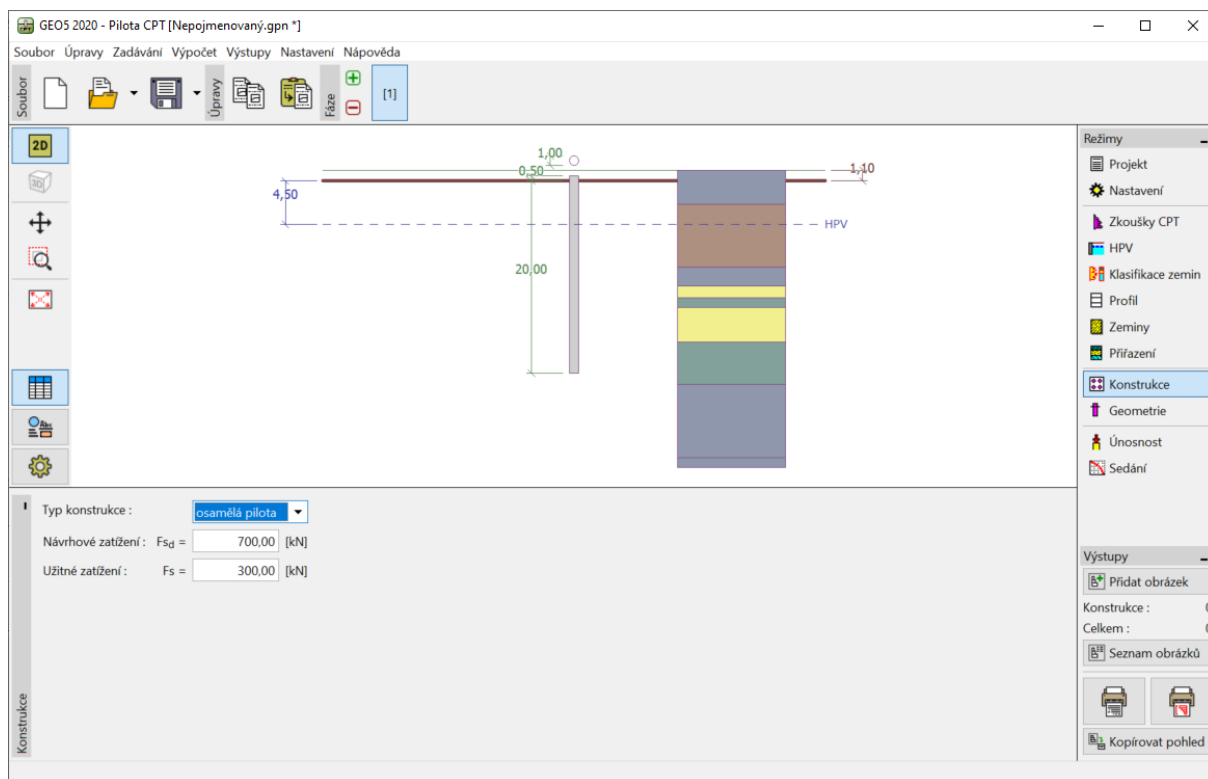 GEO5 2020 - Pilota CPT [Nepojmenovaný.gpn *]
Soubor Úpravy Zadávání Výpočet Výstupy Nastavení Nápověda
Soubor
Úpravy
Fáze
[1]
2D
3D
1,00
0,50
1,10
4,50
HPV
20,00
Režimy
Projekt
Nastavení
Zkoušky CPT
HPV
Klasifikace zemin
Profil
Zeminy
Přiřazení
Konstrukce
Geometrie
Únosnost
Sedání
Typ konstrukce : osamělá pilota
Návrhové zatížení : Fsd = 700,00 [kN]
Užitné zatížení : Fs = 300,00 [kN]
Konstrukce
Výstupy
Přidat obrázek
Konstrukce :
Celkem :
Seznam obrázků
Kopírovat pohled